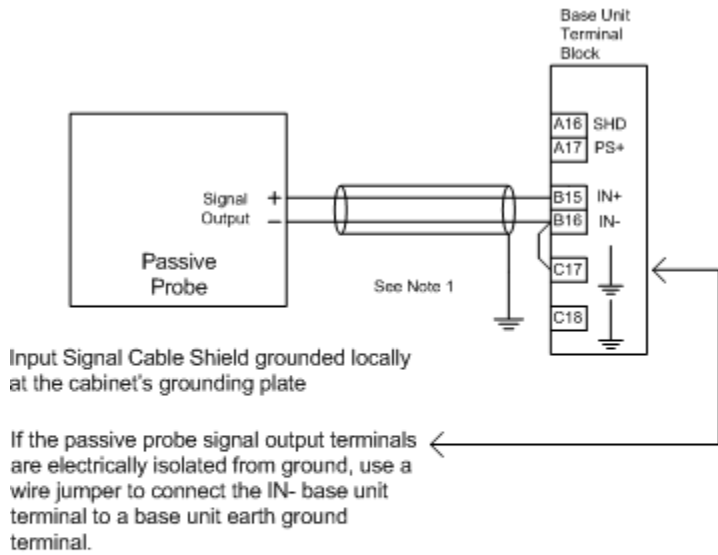 Base Unit
Terminal
Block
A16 SHD
A17 PS+
Signal + B15 IN+
Output - B16 IN-
Passive
Probe
See Note 1
C17
C18
Input Signal Cable Shield grounded locally
at the cabinet's grounding plate
If the passive probe signal output terminals
are electrically isolated from ground, use a
wire jumper to connect the IN- base unit
terminal to a base unit earth ground
terminal.